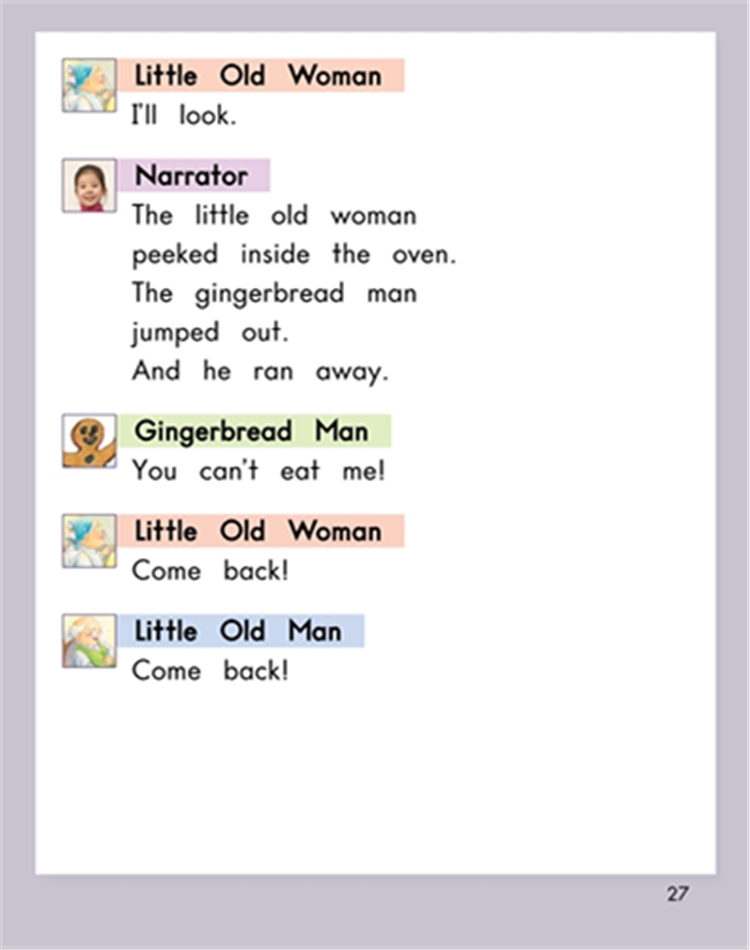 Little Old Woman
I'll look.
Narrator
The little old woman
peeked inside the oven.
The gingerbread man
jumped out.
And he ran away.
Gingerbread Man
You can't eat me!
Little Old Woman
Come back!
Little Old Man
Come back!
27